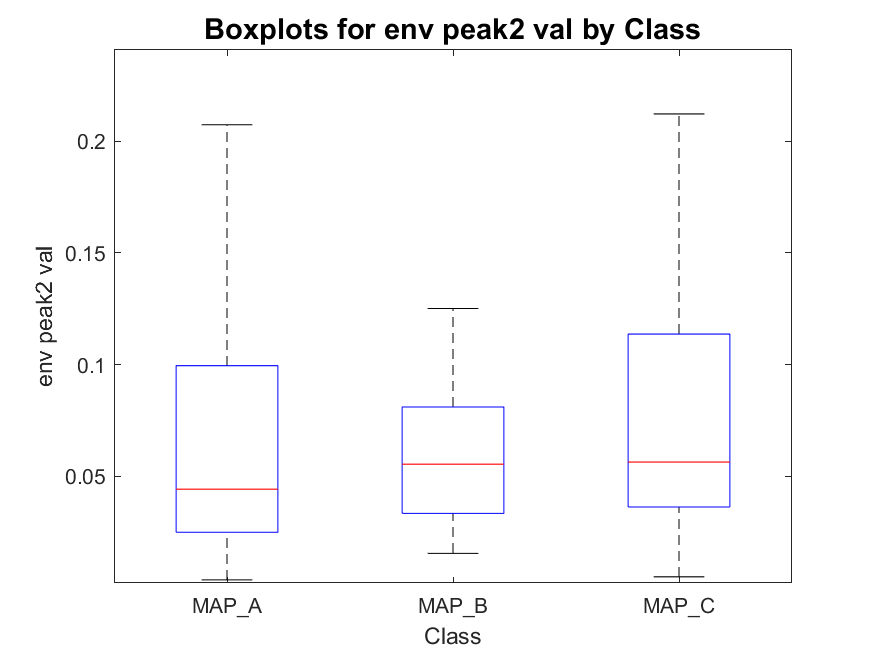 Boxplots for env peak2 val by Class
0.2
0.15
0.1
0.05
env peak2 val
MAP_A MAP_B MAP_C
Class